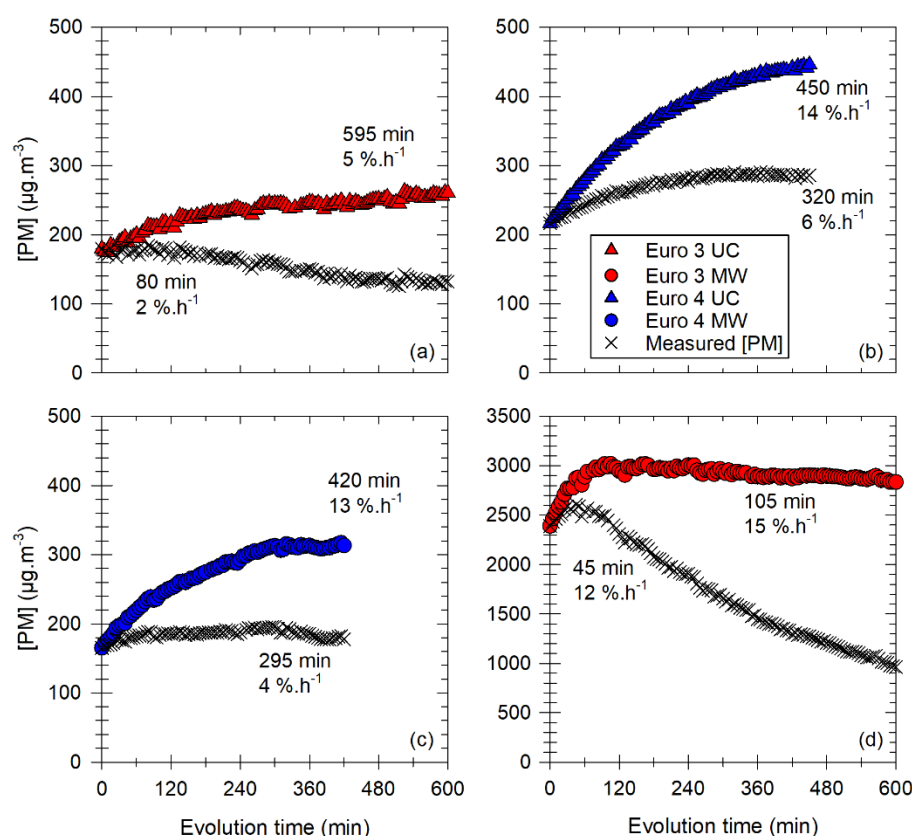 500
400
300
200
100
0
[PM] (µg.m-3)
595 min
5 %.h-1
80 min
2 %.h-1
(a)
500
400
300
200
100
0
450 min
14 %.h-1
320 min
6 %.h-1
Euro 3 UC
Euro 3 MW
Euro 4 UC
Euro 4 MW
Measured [PM]
(b)
500
400
300
200
100
0
[PM] (µg.m-3)
420 min
13 %.h-1
295 min
4 %.h-1
(c)
0 120 240 360 480 600
Evolution time (min)
3500
3000
2500
2000
1500
1000
500
0
105 min
15 %.h-1
45 min
12 %.h-1
(d)
0 120 240 360 480 600
Evolution time (min)